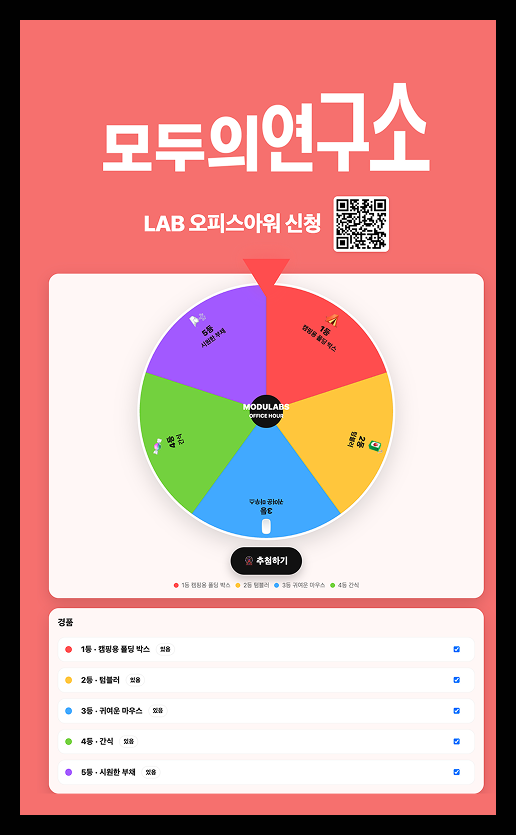 모두의연구소
LAB 오피스아워 신청
5등
시원한 부채
1등
캠핑용 폴딩 박스
MODULABS
OFFICE HOUR
4등
간식
2등
텀블러
3등
귀여운 마우스
추첨하기
1등 캠핑용 폴딩 박스 2등 텀블러 3등 귀여운 마우스 4등 간식
경품
1등 · 캠핑용 폴딩 박스 있음
2등 · 텀블러 있음
3등 · 귀여운 마우스 있음
4등 · 간식 있음
5등 · 시원한 부채 있음